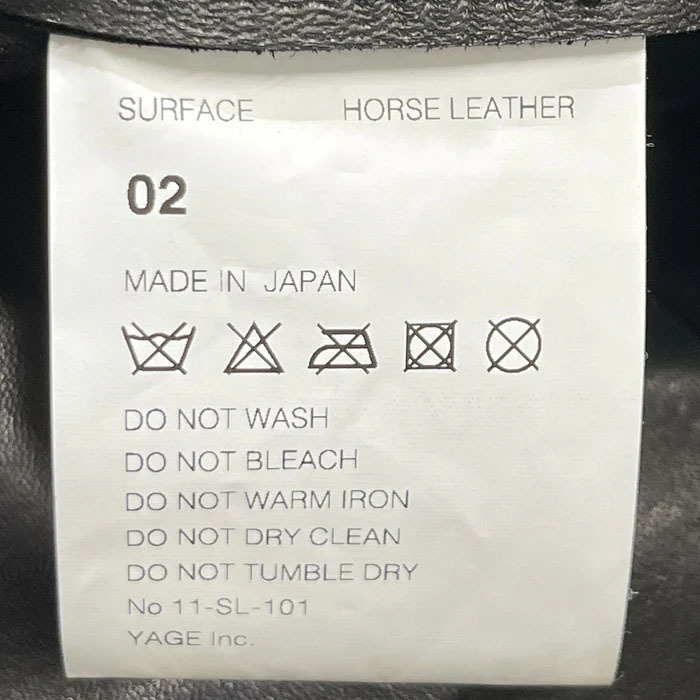 SURFACE HORSE LEATHER
02
MADE IN JAPAN
DO NOT WASH
DO NOT BLEACH
DO NOT WARM IRON
DO NOT DRY CLEAN
DO NOT TUMBLE DRY
No 11-SL-101
YAGE Inc.